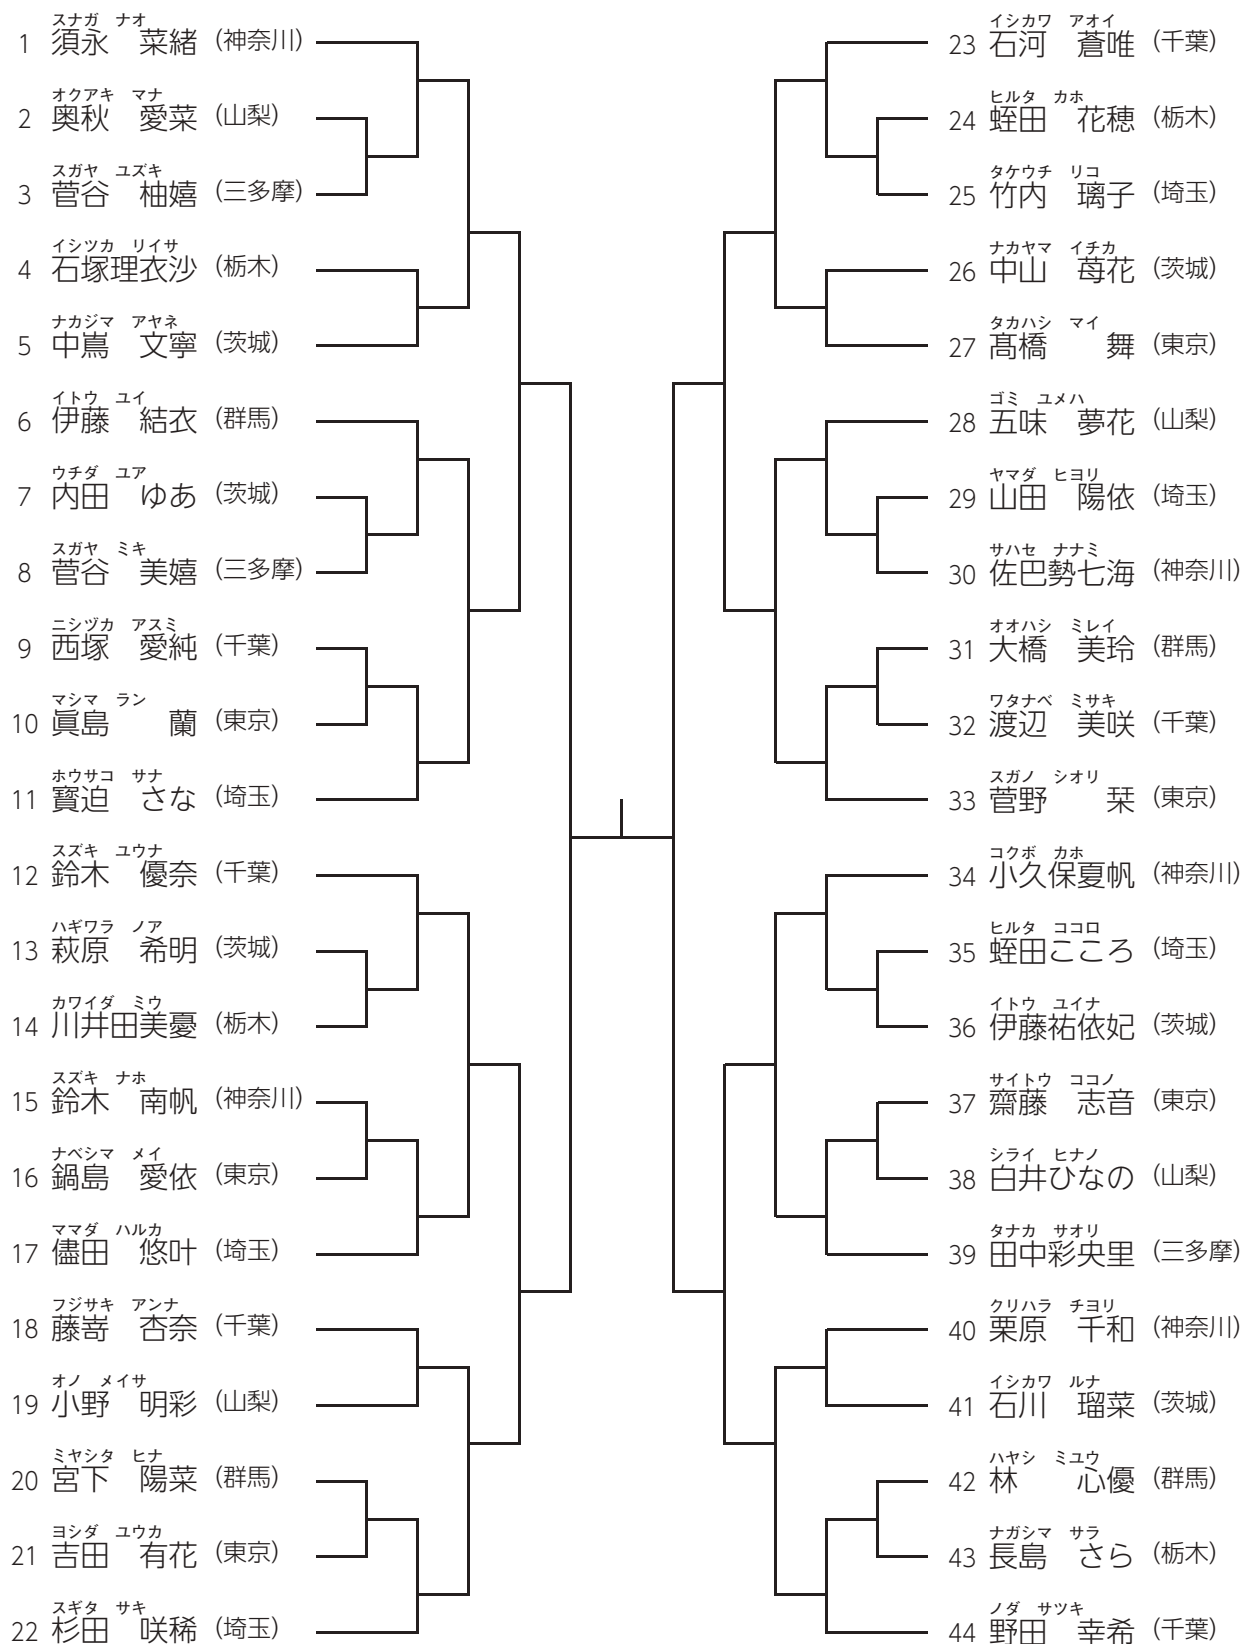 スナガ　ナオ
1 須永　菜緒（神奈川）
オクアキ　マナ
2 奥秋　愛菜（山梨）
スガヤ　ユズキ
3 菅谷　柚嬉（三多摩）
イシツカ　リイサ
4 石塚理衣沙（栃木）
ナカジマ　アヤネ
5 中嶌　文寧（茨城）
イトウ　ユイ
6 伊藤　結衣（群馬）
ウチダ　ユア
7 内田　ゆあ（茨城）
スガヤ　ミキ
8 菅谷　美嬉（三多摩）
ニシヅカ　アスミ
9 西塚　愛純（千葉）
マシマ　ラン
10 眞島　　蘭（東京）
ホウサコ　サナ
11 寳迫　さな（埼玉）
スズキ　ユウナ
12 鈴木　優奈（千葉）
ハギワラ　ノア
13 萩原　希明（茨城）
カワイダ　ミウ
14 川井田美憂（栃木）
スズキ　ナホ
15 鈴木　南帆（神奈川）
ナベシマ　メイ
16 鍋島　愛依（東京）
ママダ　ハルカ
17 儘田　悠叶（埼玉）
フジサキ　アンナ
18 藤嵜　杏奈（千葉）
オノ　メイサ
19 小野　明彩（山梨）
ミヤシタ　ヒナ
20 宮下　陽菜（群馬）
ヨシダ　ユウカ
21 吉田　有花（東京）
スギタ　サキ
22 杉田　咲稀（埼玉）
イシカワ　アオイ
23 石河　蒼唯（千葉）
ヒルタ　カホ
24 蛭田　花穂（栃木）
タケウチ　リコ
25 竹内　璃子（埼玉）
ナカヤマ　イチカ
26 中山　苺花（茨城）
タカハシ　マイ
27 髙橋　　舞（東京）
ゴミ　ユメハ
28 五味　夢花（山梨）
ヤマダ　ヒヨリ
29 山田　陽依（埼玉）
サハセ　ナナミ
30 佐巴勢七海（神奈川）
オオハシ　ミレイ
31 大橋　美玲（群馬）
ワタナベ　ミサキ
32 渡辺　美咲（千葉）
スガノ　シオリ
33 菅野　　栞（東京）
コクボ　カホ
34 小久保夏帆（神奈川）
ヒルタ　ココロ
35 蛭田こころ（埼玉）
イトウ　ユイナ
36 伊藤祐依妃（茨城）
サイトウ　ココノ
37 齋藤　志音（東京）
シライ　ヒナノ
38 白井ひなの（山梨）
タナカ　サオリ
39 田中彩央里（三多摩）
クリハラ　チヨリ
40 栗原　千和（神奈川）
イシカワ　ルナ
41 石川　瑠菜（茨城）
ハヤシ　ミユウ
42 林　　心優（群馬）
ナガシマ　サラ
43 長島　さら（栃木）
ノダ　サツキ
44 野田　幸希（千葉）